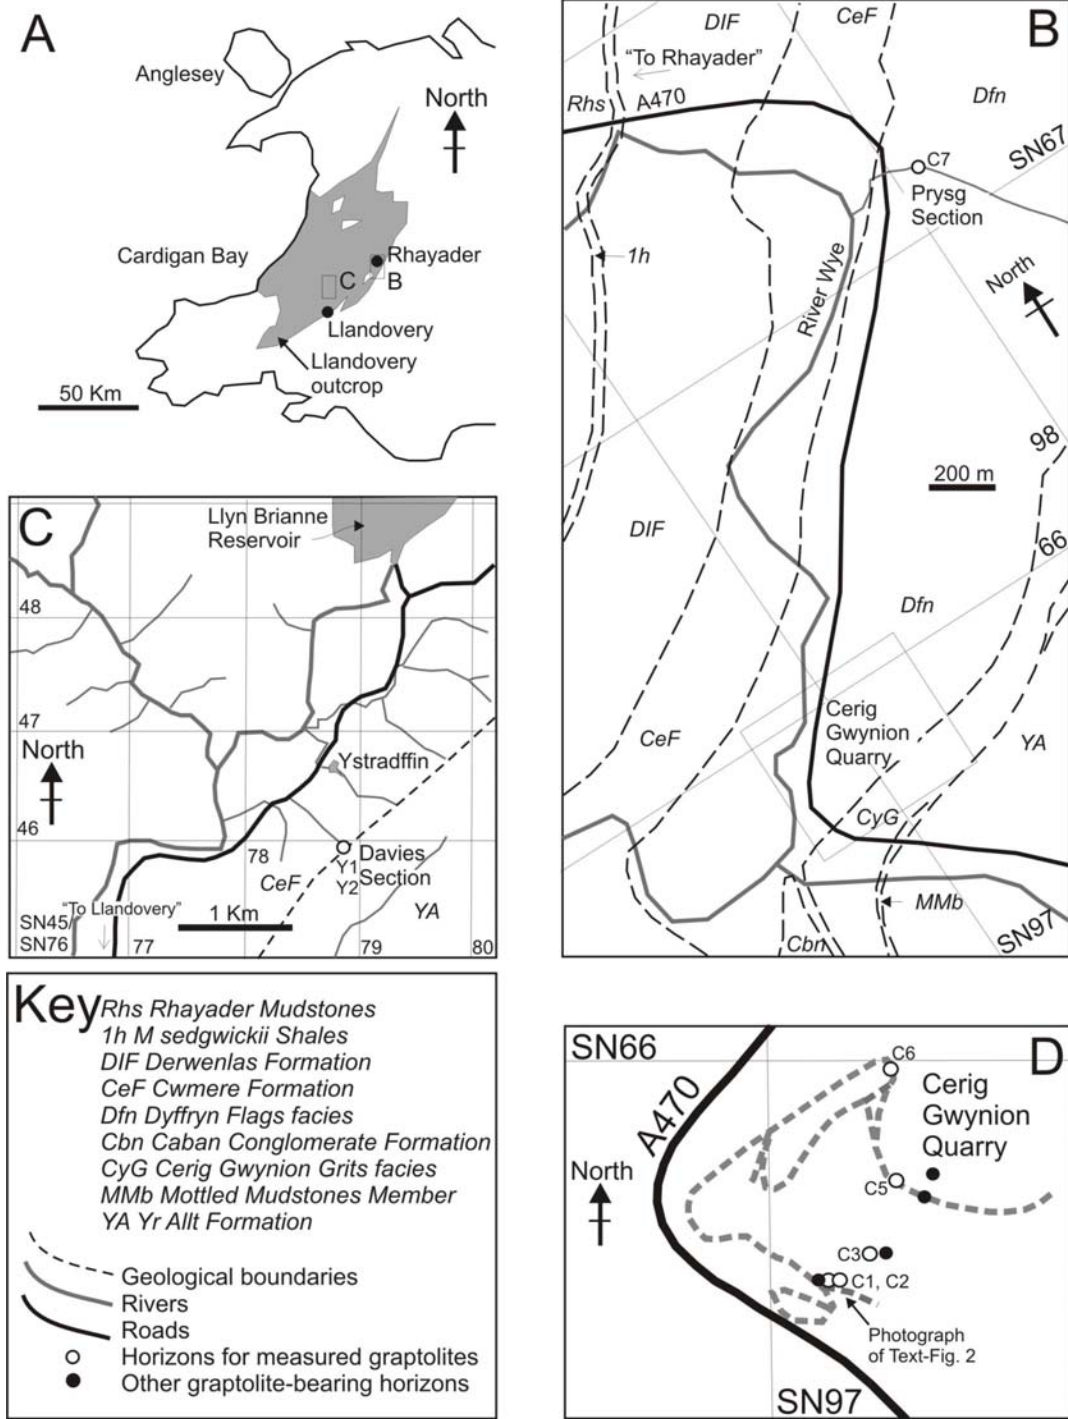 A
Anglesey
North
Cardigan Bay
Rhayader
C
B
Llandovery
Llandovery
outcrop
50 Km
B
DIF
CeF
"To Rhayader"
Rhs
A470
Dfn
SN67
C7
Prysg
Section
1h
River Wye
North
98
200 m
DIF
66
Dfn
Cerig
Gwynion
Quarry
CeF
YA
CyG
MMb
Cbn
SN97
C
Llyn Brianne
Reservoir
48
47
North
Ystradffin
46
78
Davies
Section
Y1
Y2
CeF
YA
"To Llandovery"
1 Km
SN45/
SN76
77
79
80
Key
Rhs Rhayader Mudstones
1h M sedgwickii Shales
DIF Derwenlas Formation
CeF Cwmere Formation
Dfn Dyffryn Flags facies
Cbn Caban Conglomerate Formation
CyG Cerig Gwynion Grits facies
MMb Mottled Mudstones Member
YA Yr Allt Formation
Geological boundaries
Rivers
Roads
Horizons for measured graptolites
Other graptolite-bearing horizons
SN66
D
C6
A470
Cerig
Gwynion
Quarry
North
C5
C3
C1, C2
Photograph
of Text-Fig. 2
SN97